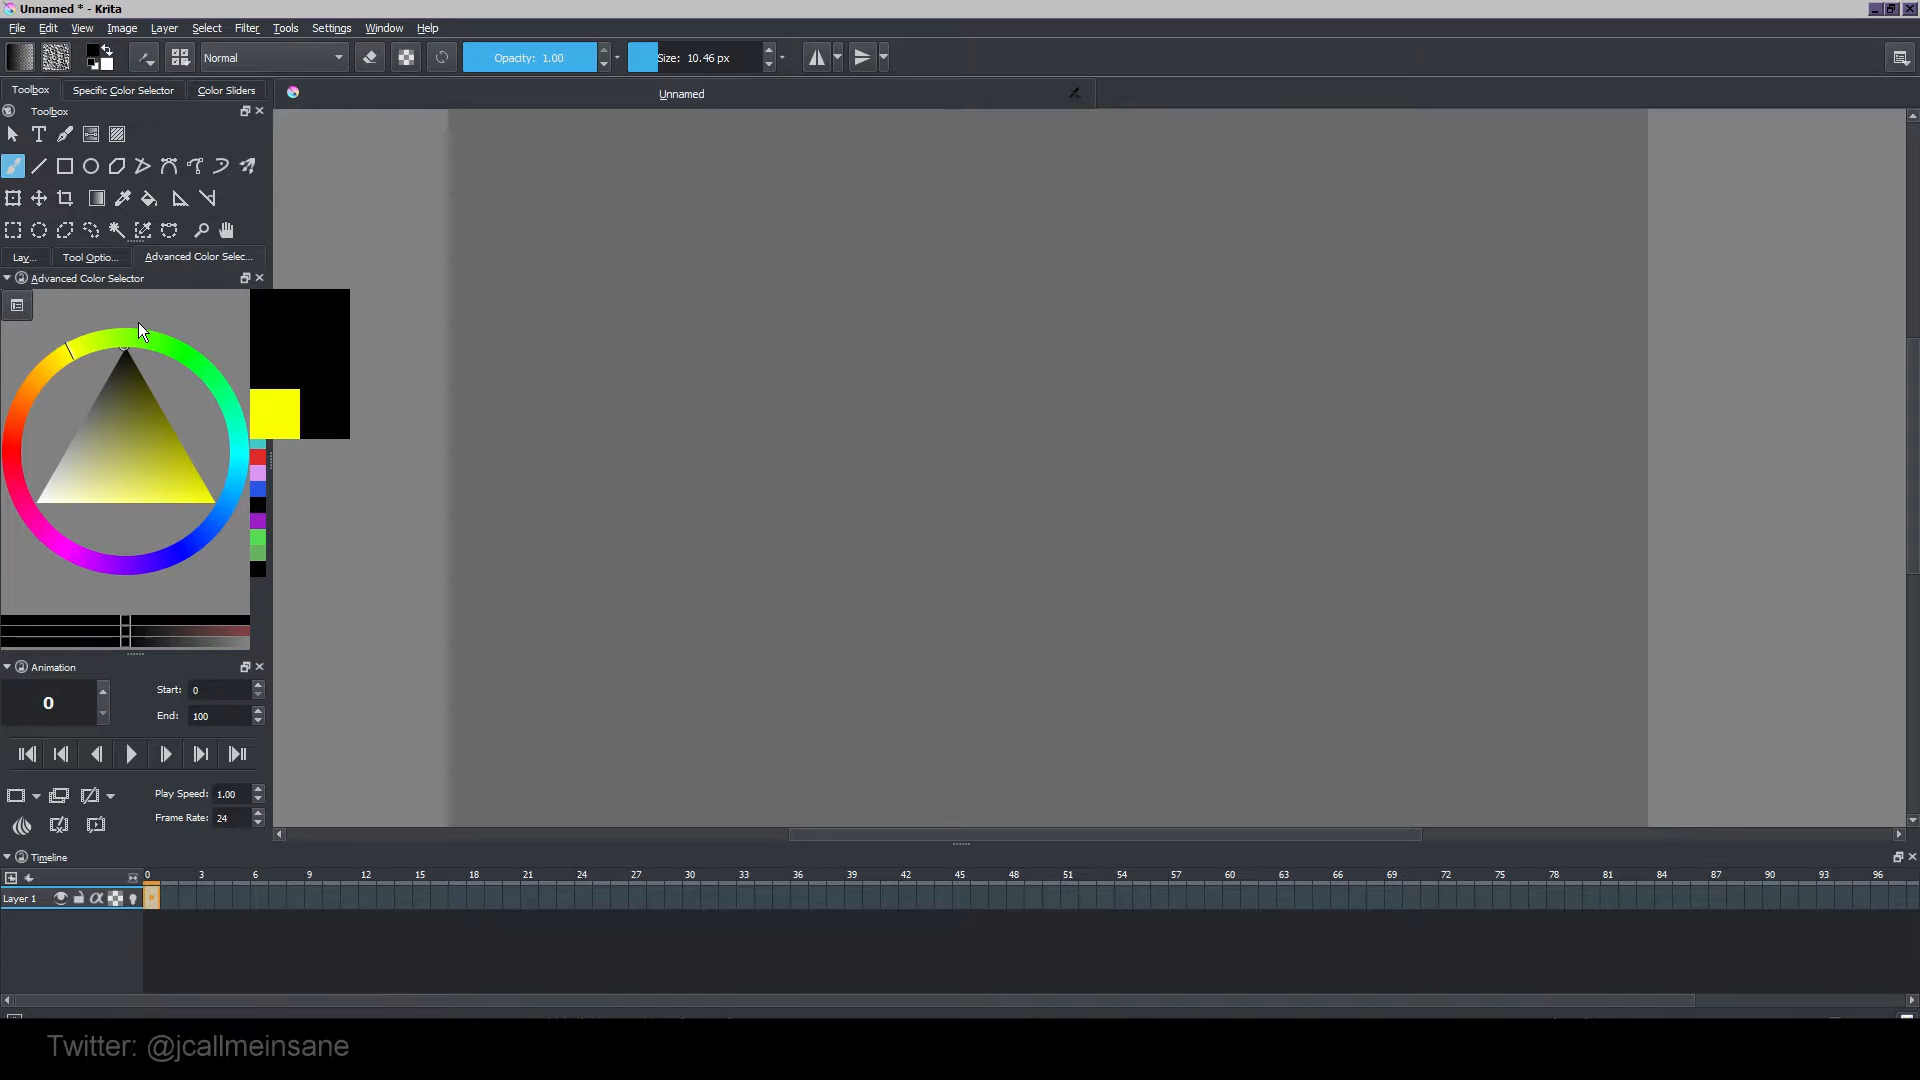 Unnamed * - Krita
File Edit View Image Layer Select Filter Tools Settings Windows Help
Normal Opacity: 1.00 Size: 10.46 px
Toolbox Specific Color Selector Color Sliders Unnamed
Toolbox
Lay... Tool Optio... Advanced Color Selec...
Advanced Color Selector
Animation
0 Start: 0
End: 100
Play Speed: 1.00
Frame Rate: 24
Timeline
0 3 6 9 12 15 18 21 24 27 30 33 36 39 42 45 48 51 54 57 60 63 66 69 72 75 78 81 84 87 90 93 96
Layer 1
Twitter: @jcallmeinsane